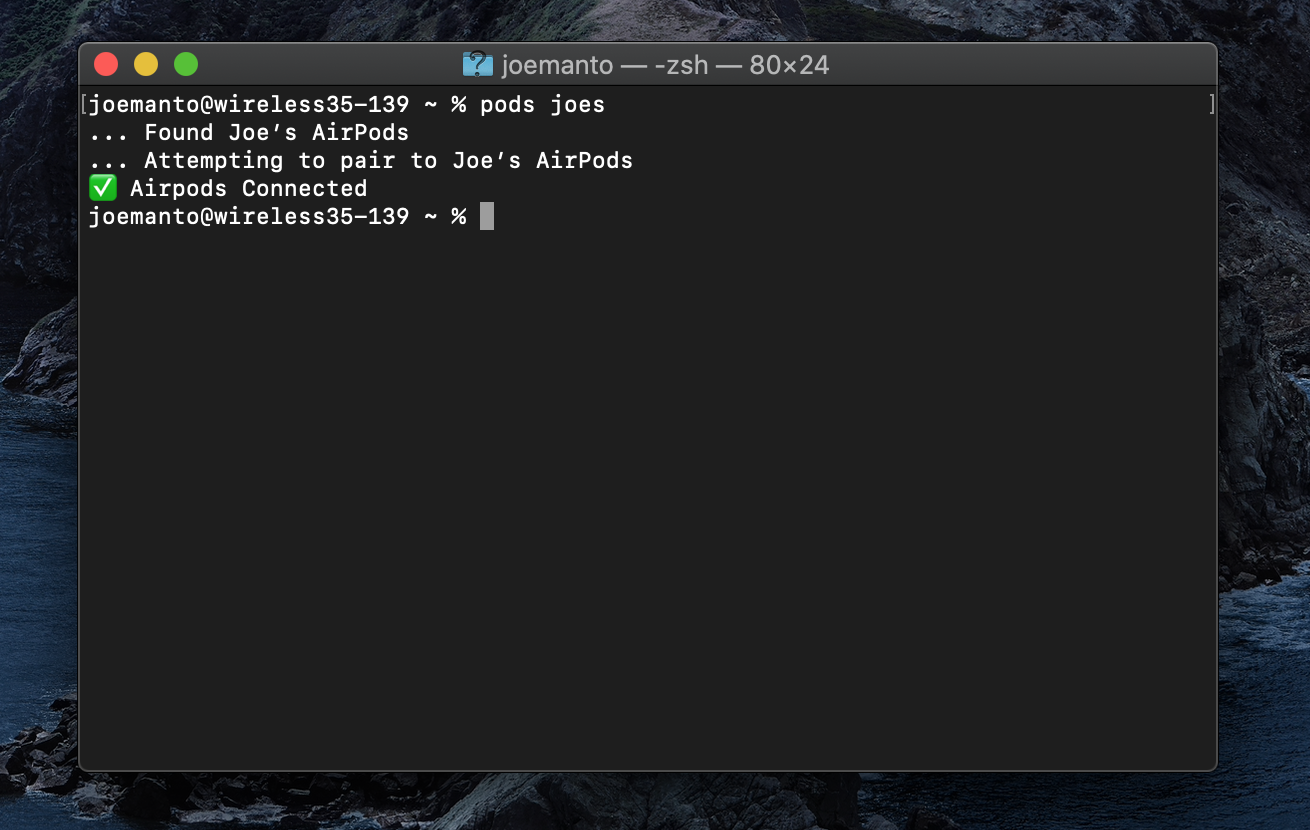 joemanto — -zsh — 80×24
[joemanto@wireless35-139 ~ % pods joes ]
... Found Joe’s AirPods
... Attempting to pair to Joe’s AirPods
✅ Airpods Connected
joemanto@wireless35-139 ~ %